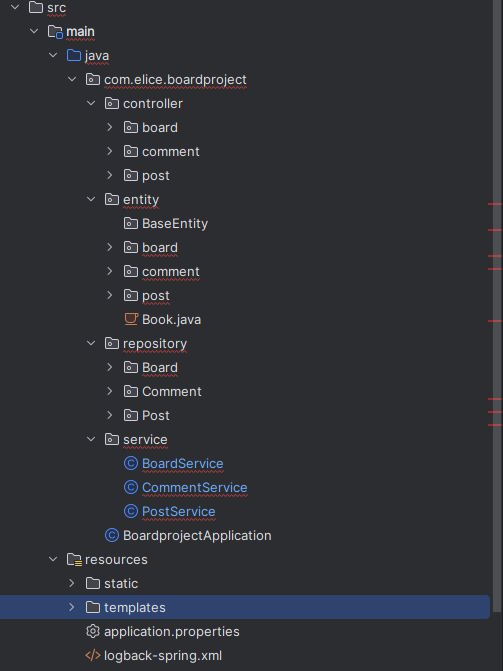 src
main
java
com.elice.boardproject
controller
board
comment
post
entity
BaseEntity
board
comment
post
Book.java
repository
Board
Comment
Post
service
BoardService
CommentService
PostService
BoardprojectApplication
resources
static
templates
application.properties
logback-spring.xml